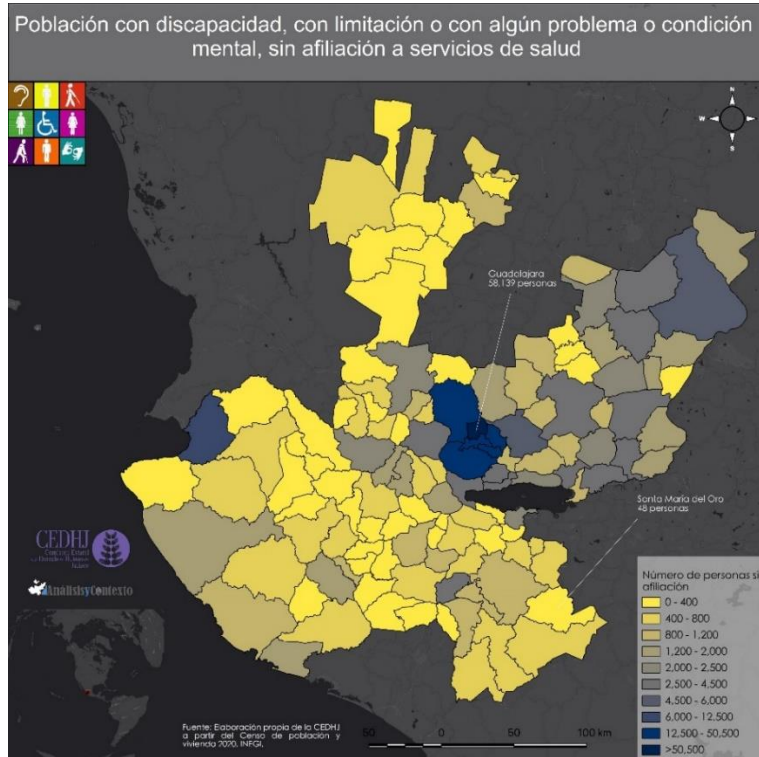 Población con discapacidad, con limitación o con algún problema o condición
mental, sin afiliación a servicios de salud
N
W
E
S
Guadalajara
58,139 personas
Santa María del Oro
48 personas
CEDHJ
AnálisisyContexto
Número de personas si
afiliación
0 - 400
400 - 800
800 - 1,200
1,200 - 2,000
2,000 - 2,500
2,500 - 4,500
4,500 - 6,000
6,000 - 12,500
12,500 - 50,500
>50,500
Fuente: Elaboración propia de la CEDHJ
a partir del Censo de población y
vivienda 2020, INEGI.
50 0 50 100 km